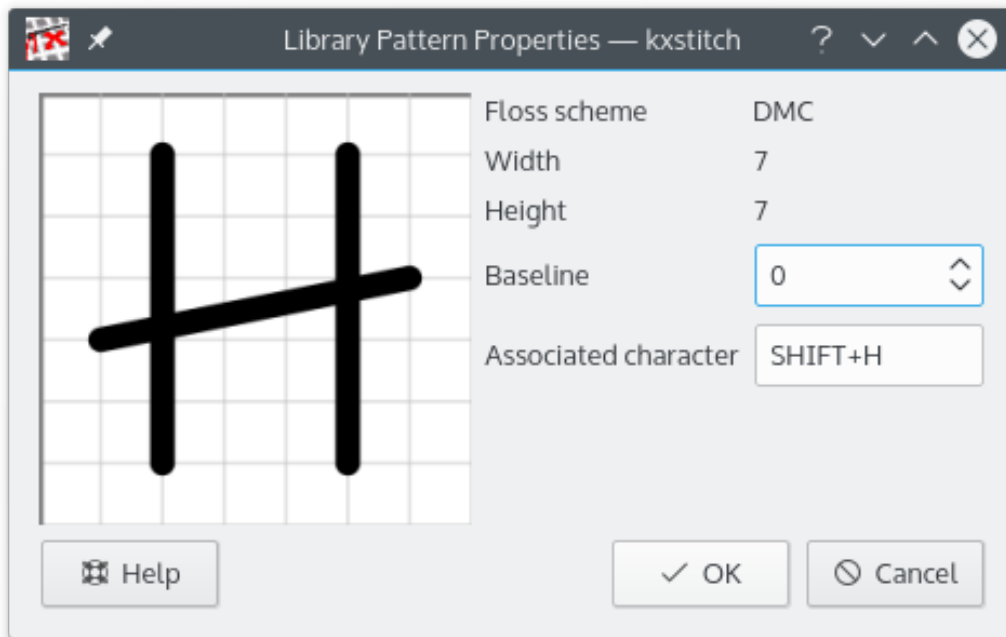 Library Pattern Properties — kxstitch
Floss scheme DMC
Width 7
Height 7
Baseline 0
Associated character SHIFT+H
Help OK Cancel